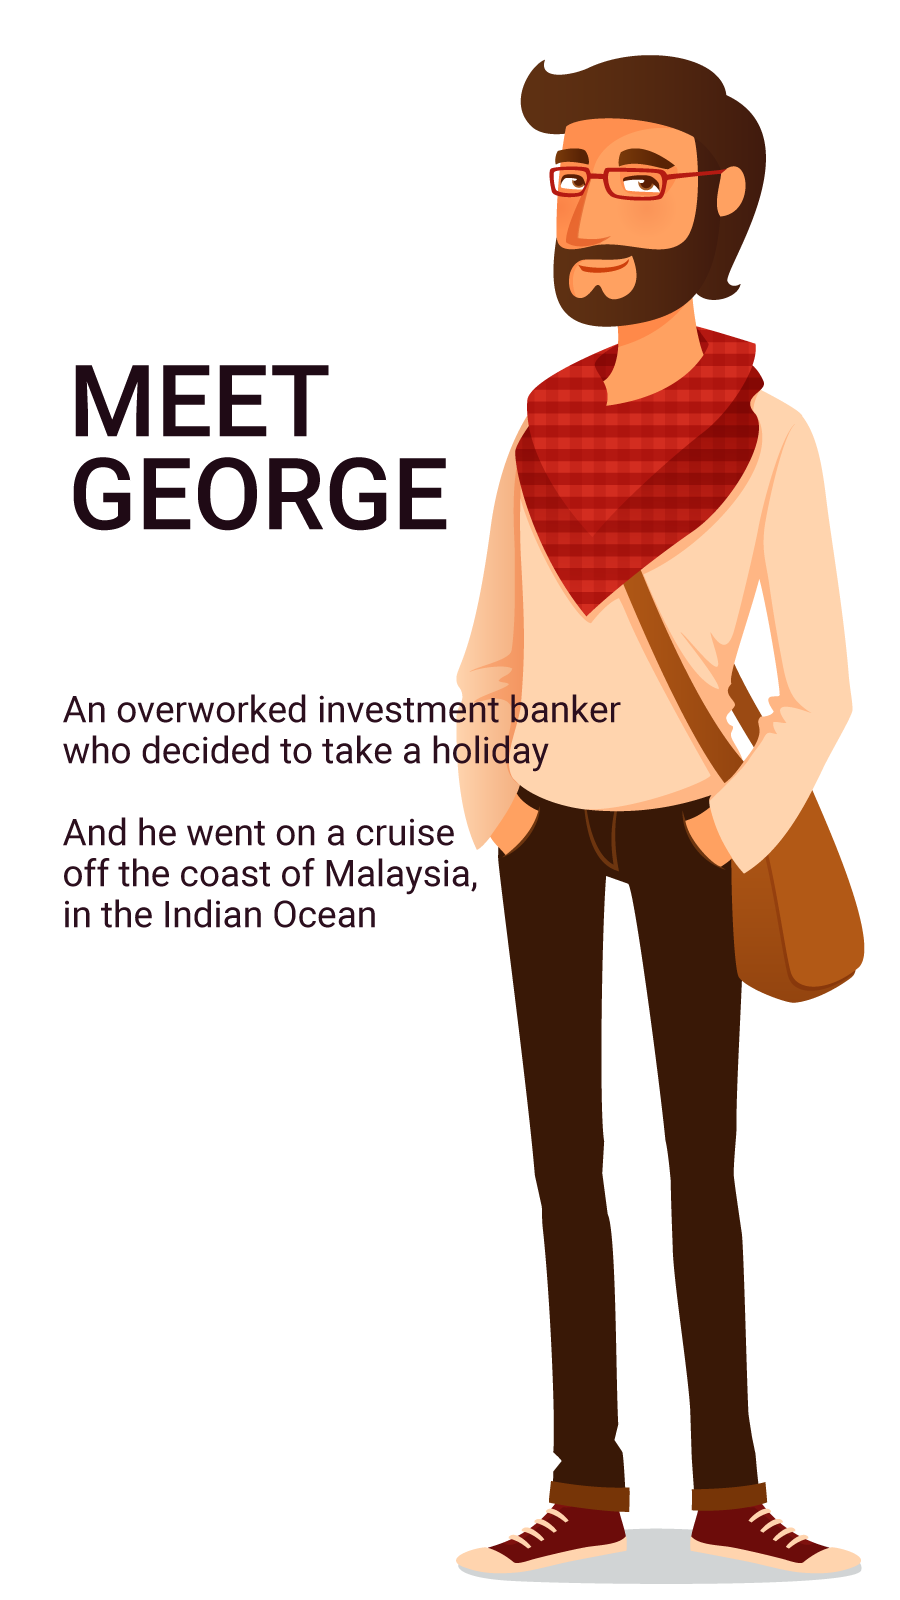 MEET
GEORGE
An overworked investment banker
who decided to take a holiday
And he went on a cruise
off the coast of Malaysia,
in the Indian Ocean